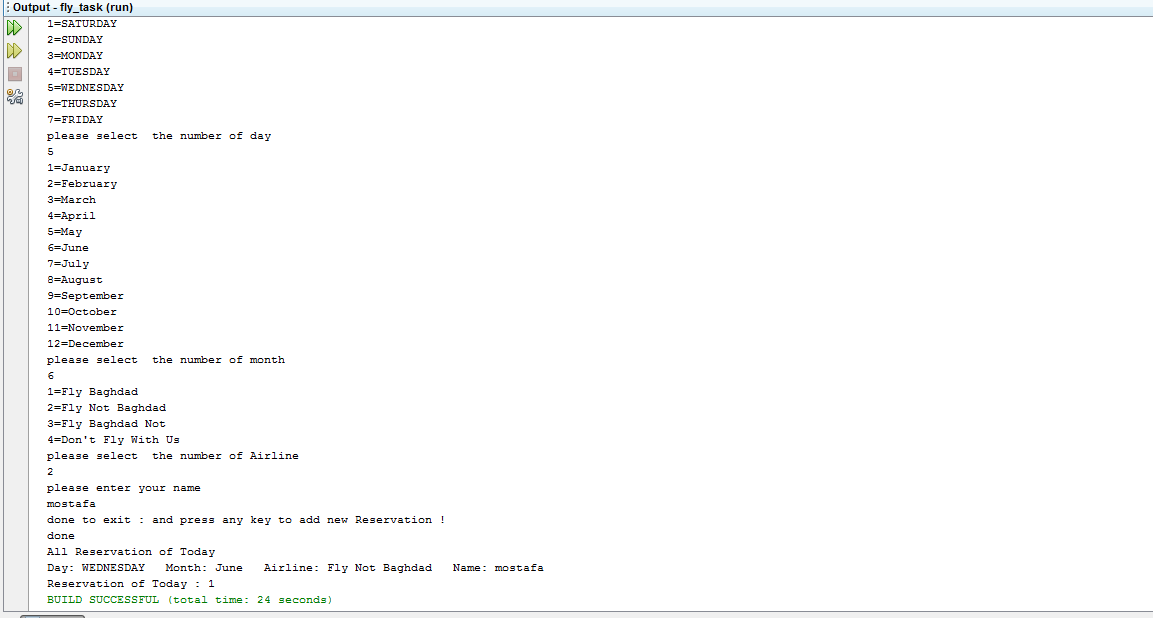 Output - fly_task (run)
1=SATURDAY
2=SUNDAY
3=MONDAY
4=TUESDAY
5=WEDNESDAY
6=THURSDAY
7=FRIDAY
please select  the number of day
5
1=January
2=February
3=March
4=April
5=May
6=June
7=July
8=August
9=September
10=October
11=November
12=December
please select  the number of month
6
1=Fly Baghdad
2=Fly Not Baghdad
3=Fly Baghdad Not
4=Don't Fly With Us
please select  the number of Airline
2
please enter your name
mostafa
done to exit : and press any key to add new Reservation !
done
All Reservation of Today
Day: WEDNESDAY   Month: June   Airline: Fly Not Baghdad   Name: mostafa
Reservation of Today : 1
BUILD SUCCESSFUL (total time: 24 seconds)